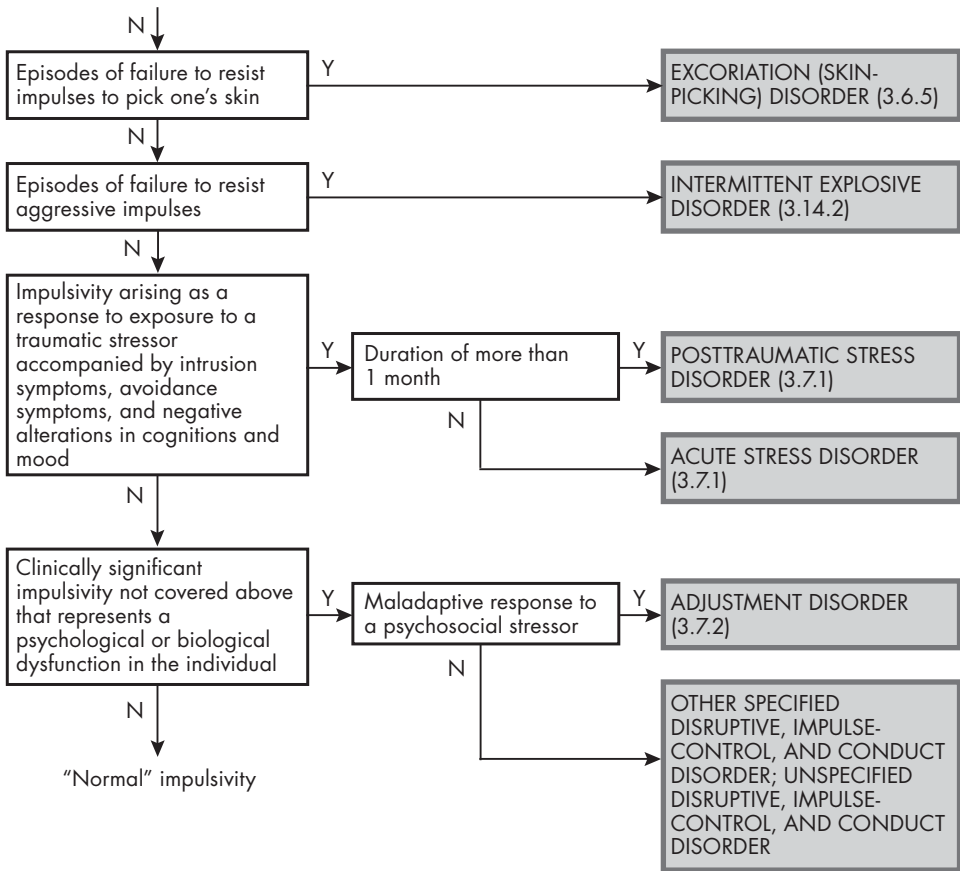 N
Episodes of failure to resist
impulses to pick one's skin
Y
EXCORIATION (SKIN-
PICKING) DISORDER (3.6.5)
N
Episodes of failure to resist
aggressive impulses
Y
INTERMITTENT EXPLOSIVE
DISORDER (3.14.2)
N
Impulsivity arising as a
response to exposure to a
traumatic stressor
accompanied by intrusion
symptoms, avoidance
symptoms, and negative
alterations in cognitions and
mood
Y
Duration of more than
1 month
Y
POSTTRAUMATIC STRESS
DISORDER (3.7.1)
N
ACUTE STRESS DISORDER
(3.7.1)
N
Clinically significant
impulsivity not covered above
that represents a
psychological or biological
dysfunction in the individual
Y
Maladaptive response to
a psychosocial stressor
Y
ADJUSTMENT DISORDER
(3.7.2)
N
OTHER SPECIFIED
DISRUPTIVE, IMPULSE-
CONTROL, AND CONDUCT
DISORDER; UNSPECIFIED
DISRUPTIVE, IMPULSE-
CONTROL, AND CONDUCT
DISORDER
N
“Normal” impulsivity